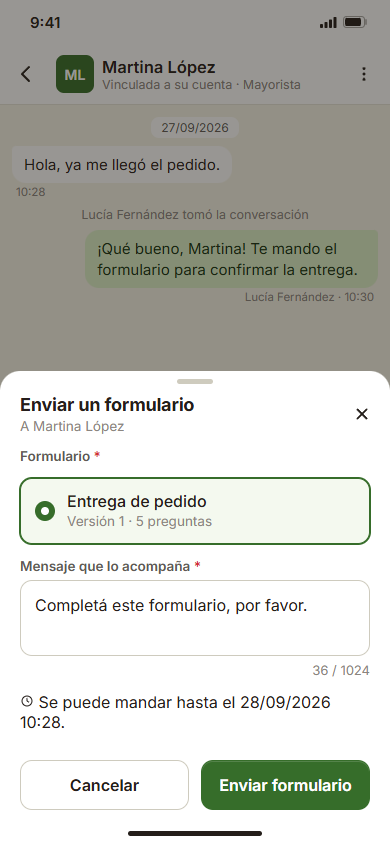 9:41
ML
Martina López
Vinculada a su cuenta · Mayorista
27/09/2026
Hola, ya me llegó el pedido.
10:28
Lucía Fernández tomó la conversación
¡Qué bueno, Martina! Te mando el
formulario para confirmar la entrega.
Lucía Fernández · 10:30
Enviar un formulario
A Martina López
Formulario *
Entrega de pedido
Versión 1 · 5 preguntas
Mensaje que lo acompaña *
Completá este formulario, por favor.
36 / 1024
Se puede mandar hasta el 28/09/2026
10:28.
Cancelar
Enviar formulario